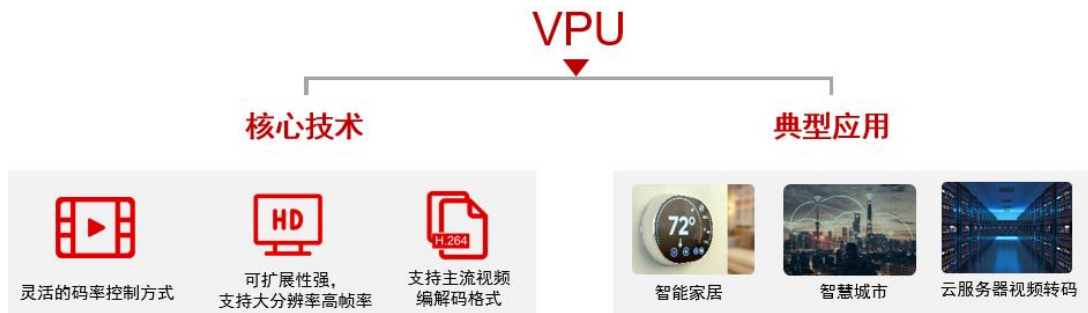 VPU
核心技术
典型应用
HD
H.264
灵活的码率控制方式
可扩展性强，
支持大分辨率高帧率
支持主流视频
编解码格式
72°
智能家居
智慧城市
云服务器视频转码